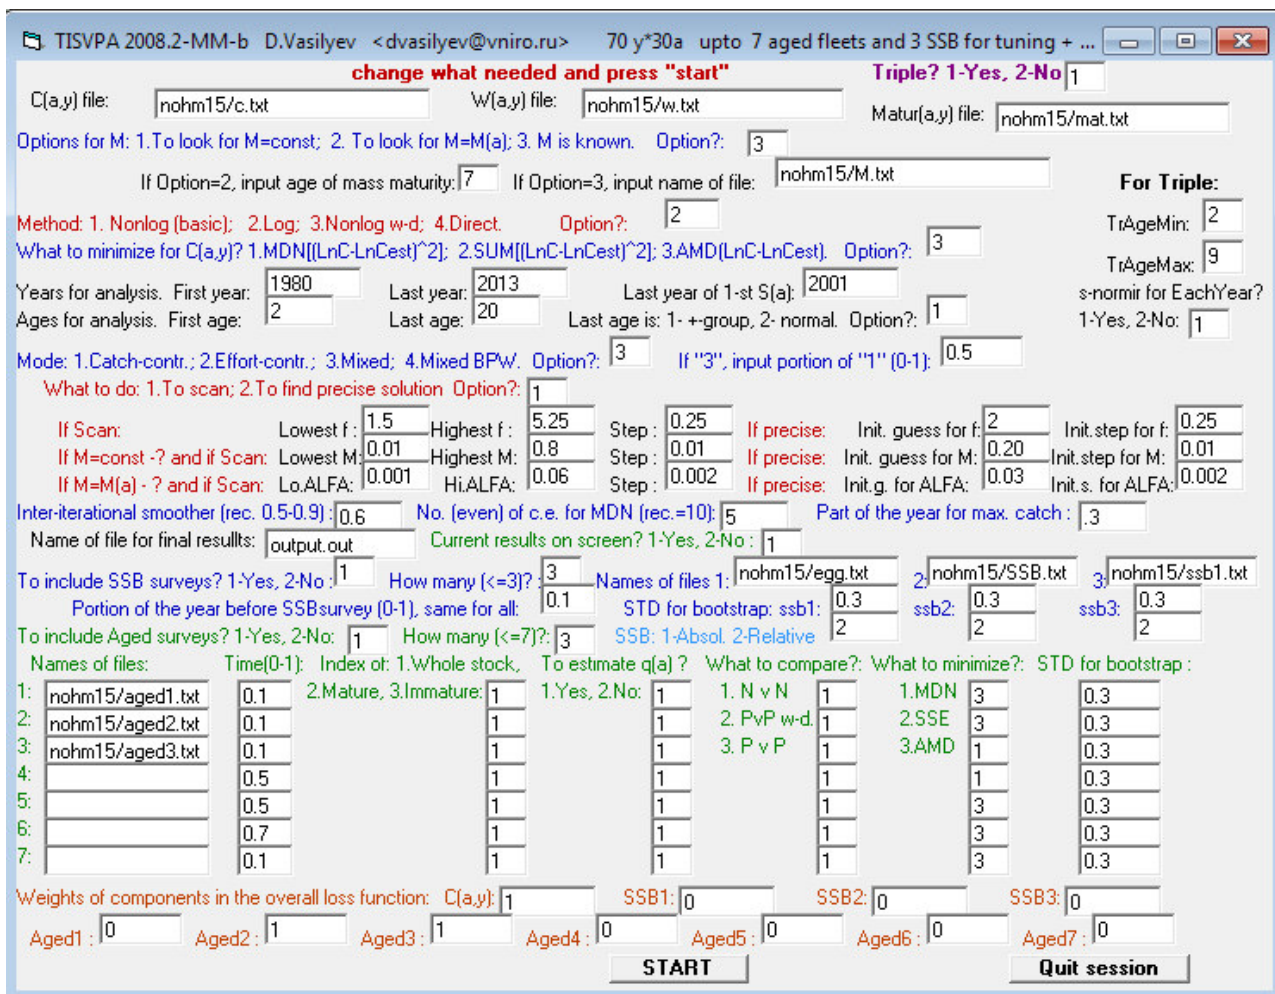 TISVPA 2008.2-MM-b D.Vasilyev <dvasilyev@vniro.ru> 70 y*30a upto 7 aged fleets and 3 SSB for tuning + ...
change what needed and press "start" Triple? 1-Yes, 2-No 1
C(a,y) file: nohm15/c.txt W(a,y) file: nohm15/w.txt Matur(a,y) file: nohm15/mat.txt
Options for M: 1.To look for M=const; 2. To look for M=M(a); 3. M is known. Option?: 3
If Option=2, input age of mass maturity: 7 If Option=3, input name of file: nohm15/M.txt For Triple:
Method: 1. Nonlog (basic); 2.Log; 3.Nonlog w-d; 4.Direct. Option?: 2 TrAgeMin: 2
What to minimize for C(a,y)? 1.MDN[(LnC-LnCest)^2]; 2.SUM[(LnC-LnCest)^2]; 3.AMD(LnC-LnCest). Option?: 3
TrAgeMax: 9
Years for analysis. First year: 1980 Last year: 2013 Last year of 1-st S(a): 2001 s-normir for EachYear?
Ages for analysis. First age: 2 Last age: 20 Last age is: 1- +-group, 2- normal. Option?: 1 1-Yes, 2-No: 1
Mode: 1.Catch-contr.; 2.Effort-contr.; 3.Mixed; 4.Mixed BPW. Option?: 3 If "3", input portion of "1" (0-1): 0.5
What to do: 1.To scan; 2.To find precise solution Option?: 1
If Scan: Lowest f : 1.5 Highest f : 5.25 Step : 0.25 If precise: Init. guess for f: 2 Init.step for f: 0.25
If M=const -? and if Scan: Lowest M: 0.01 Highest M: 0.8 Step : 0.01 If precise: Init. guess for M: 0.20 Init.step for M: 0.01
If M=M(a) - ? and if Scan: Lo.ALFA: 0.001 Hi.ALFA: 0.06 Step : 0.002 If precise: Init.g. for ALFA: 0.03 Init.s. for ALFA: 0.002
Inter-iterational smoother (rec. 0.5-0.9) : 0.6 No. (even) of c.e. for MDN (rec.=10): 5 Part of the year for max. catch : .3
Name of file for final resullts: output.out Current results on screen? 1-Yes, 2-No : 1
To include SSB surveys? 1-Yes, 2-No : 1 How many (<=3)? : 3 Names of files 1: nohm15/egg.txt 2: nohm15/SSB.txt 3: nohm15/ssb1.txt
Portion of the year before SSBsurvey (0-1), same for all: 0.1 STD for bootstrap: ssb1: 0.3 ssb2: 0.3 ssb3: 0.3
To include Aged surveys? 1-Yes, 2-No: 1 How many (<=7)?: 3 SSB: 1-Absol. 2-Relative 2 2 2
Names of files: Time(0-1): Index of: 1.Whole stock, To estimate q(a) ? What to compare?: What to minimize?: STD for bootstrap :
1: nohm15/aged1.txt 0.1 2.Mature, 3.Immature: 1 1.Yes, 2.No: 1 1. N v N 1 1.MDN 3 0.3
2: nohm15/aged2.txt 0.1 1 1 2. PvP w-d. 1 2.SSE 3 0.3
3: nohm15/aged3.txt 0.1 1 1 3. P v P 1 3.AMD 1 0.3
4: 0.5 1 1 1 1 0.3
5: 0.5 1 1 1 3 0.3
6: 0.7 1 1 1 3 0.3
7: 0.1 1 1 1 3 0.3
Weights of components in the overall loss function: C(a,y): 1 SSB1: 0 SSB2: 0 SSB3: 0
Aged1 : 0 Aged2 : 1 Aged3 : 1 Aged4 : 0 Aged5 : 0 Aged6 : 0 Aged7 : 0
START Quit session